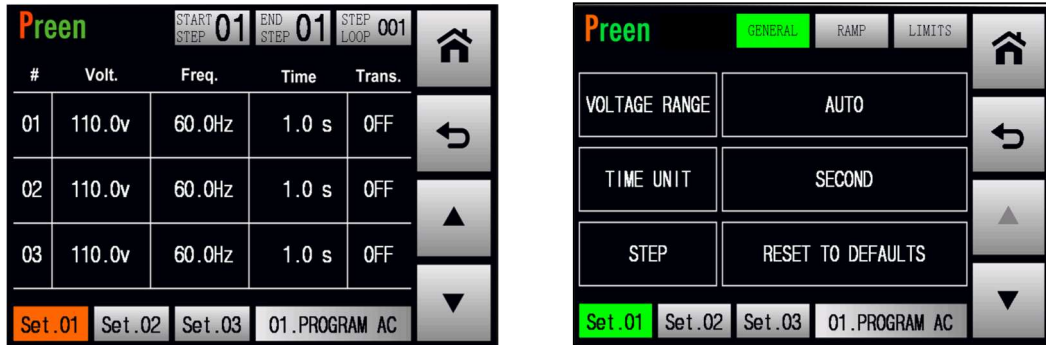 Preen START STEP 01 END STEP 01 STEP LOOP 001
# Volt. Freq. Time Trans.
01 110.0v 60.0Hz 1.0 s OFF
02 110.0v 60.0Hz 1.0 s OFF
03 110.0v 60.0Hz 1.0 s OFF
Set.01 Set.02 Set.03 01.PROGRAM AC
Preen GENERAL RAMP LIMITS
VOLTAGE RANGE AUTO
TIME UNIT SECOND
STEP RESET TO DEFAULTS
Set.01 Set.02 Set.03 01.PROGRAM AC